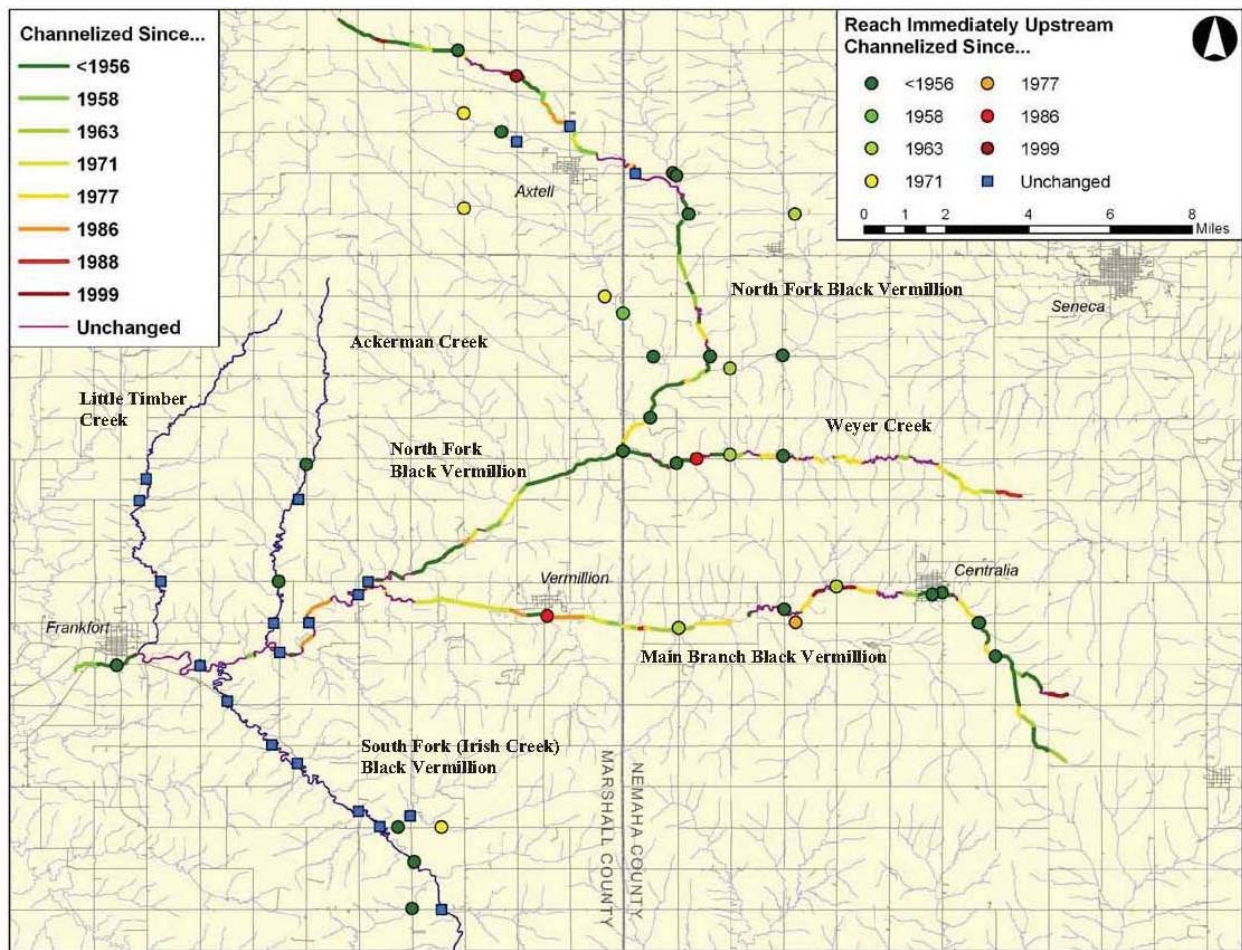 Channelized Since...
<1956
1958
1963
1971
1977
1986
1988
1999
Unchanged
Reach Immediately Upstream
Channelized Since...
<1956
1958
1963
1971
1977
1986
1999
Unchanged
0 1 2 4 6 8
Miles
Axtell
Seneca
North Fork Black Vermillion
Ackerman Creek
Little Timber
Creek
Weyer Creek
North Fork
Black Vermillion
Vermillion
Centralia
Frankfort
Main Branch Black Vermillion
South Fork (Irish Creek)
Black Vermillion
MARSHALL COUNTY
NEMAHA COUNTY